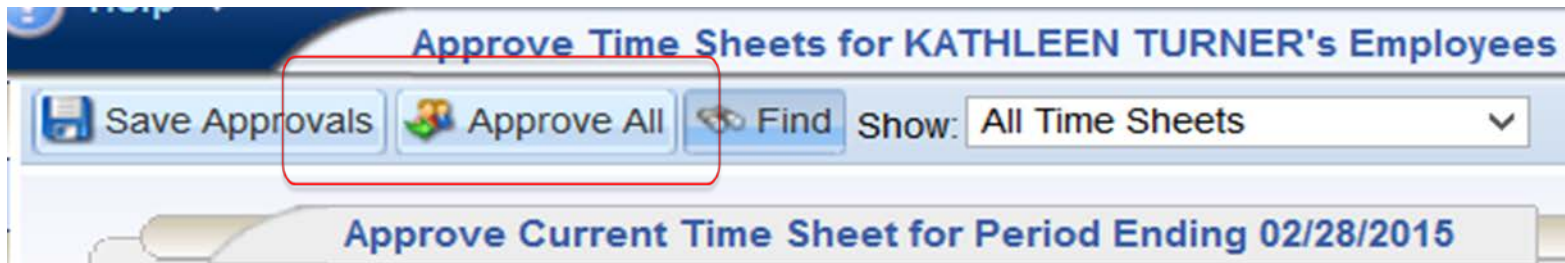 Help
Approve Time Sheets for KATHLEEN TURNER's Employees
Save Approvals Approve All Find Show: All Time Sheets
Approve Current Time Sheet for Period Ending 02/28/2015